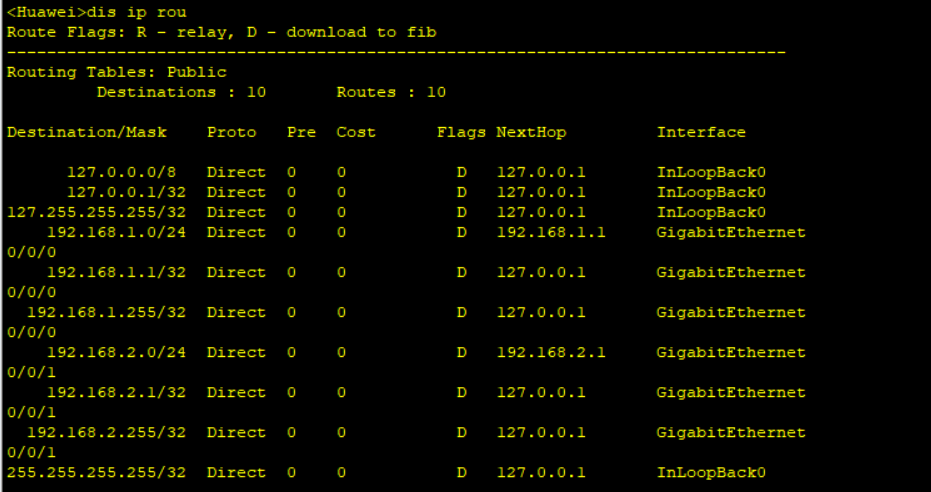 <Huawei>dis ip rou
Route Flags: R - relay, D - download to fib
------------------------------------------------------------------------------
Routing Tables: Public
         Destinations : 10       Routes : 10

Destination/Mask    Proto   Pre  Cost      Flags NextHop         Interface

      127.0.0.0/8   Direct  0    0           D   127.0.0.1       InLoopBack0
      127.0.0.1/32  Direct  0    0           D   127.0.0.1       InLoopBack0
127.255.255.255/32  Direct  0    0           D   127.0.0.1       InLoopBack0
    192.168.1.0/24  Direct  0    0           D   192.168.1.1     GigabitEthernet
0/0/0
    192.168.1.1/32  Direct  0    0           D   127.0.0.1       GigabitEthernet
0/0/0
  192.168.1.255/32  Direct  0    0           D   127.0.0.1       GigabitEthernet
0/0/0
    192.168.2.0/24  Direct  0    0           D   192.168.2.1     GigabitEthernet
0/0/1
    192.168.2.1/32  Direct  0    0           D   127.0.0.1       GigabitEthernet
0/0/1
  192.168.2.255/32  Direct  0    0           D   127.0.0.1       GigabitEthernet
0/0/1
255.255.255.255/32  Direct  0    0           D   127.0.0.1       InLoopBack0